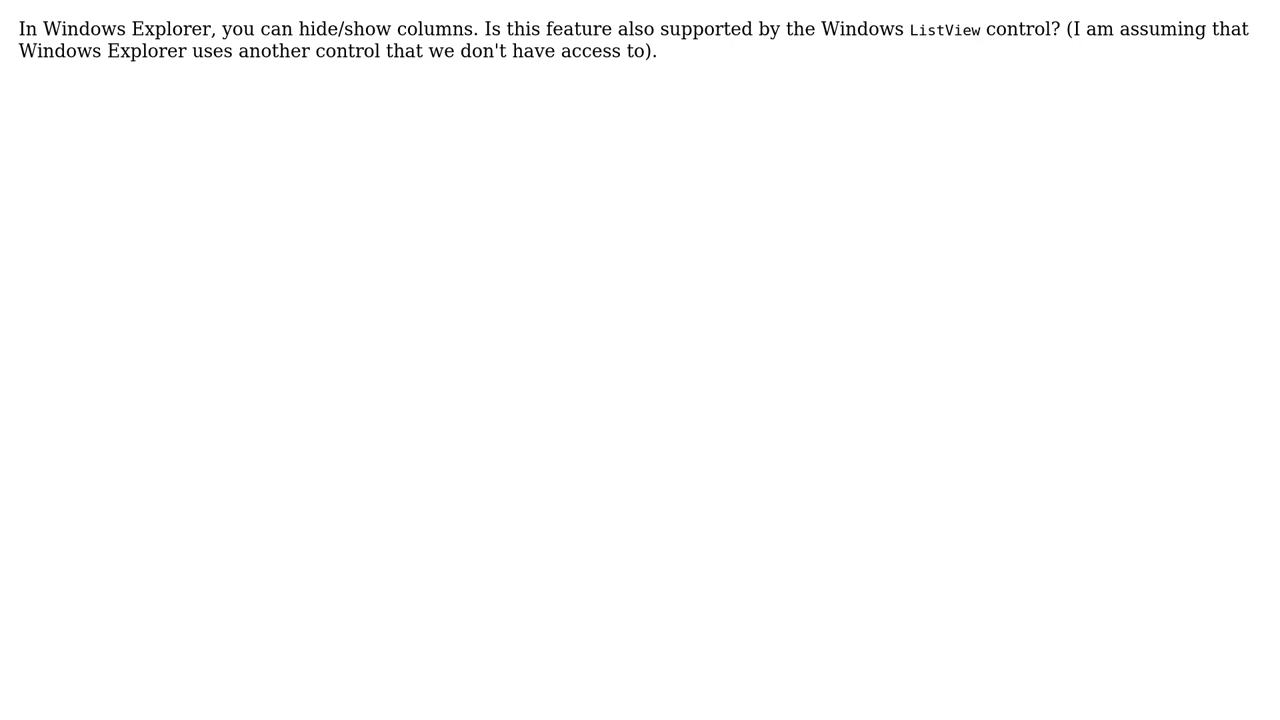 In Windows Explorer, you can hide/show columns. Is this feature also supported by the Windows ListView control? (I am assuming that
Windows Explorer uses another control that we don't have access to).